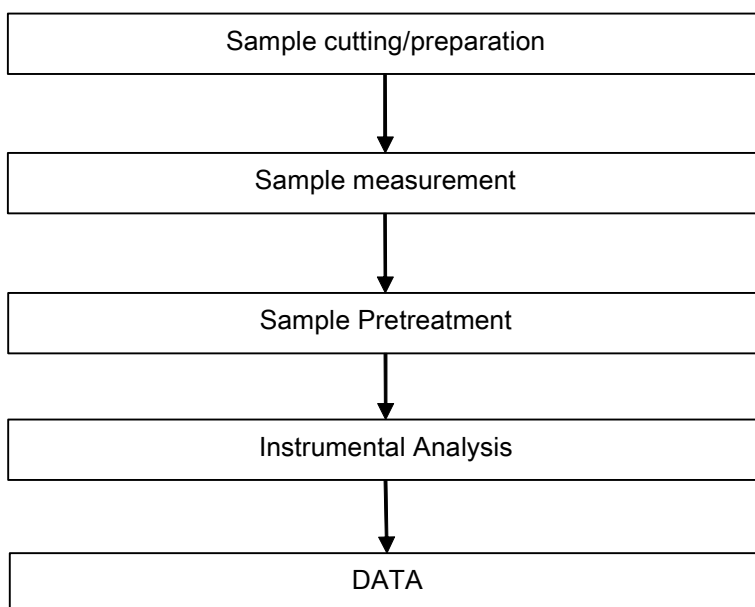 Sample cutting/preparation
Sample measurement
Sample Pretreatment
Instrumental Analysis
DATA